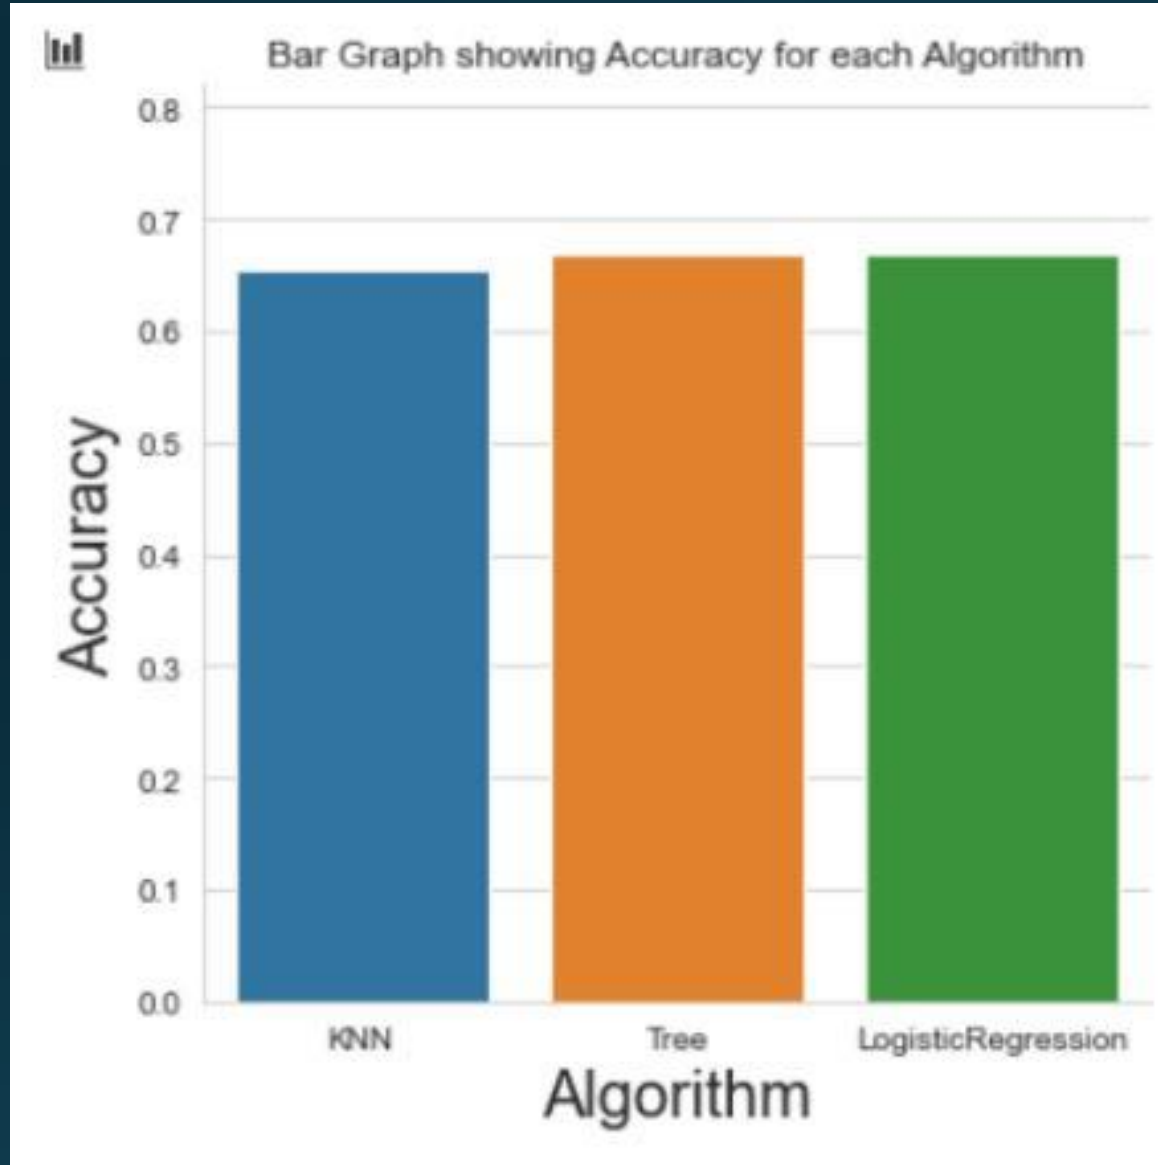 Bar Graph showing Accuracy for each Algorithm
0.8
0.7
0.6
0.5
0.4
0.3
0.2
0.1
0.0
Accuracy
KNN
Tree
LogisticRegression
Algorithm